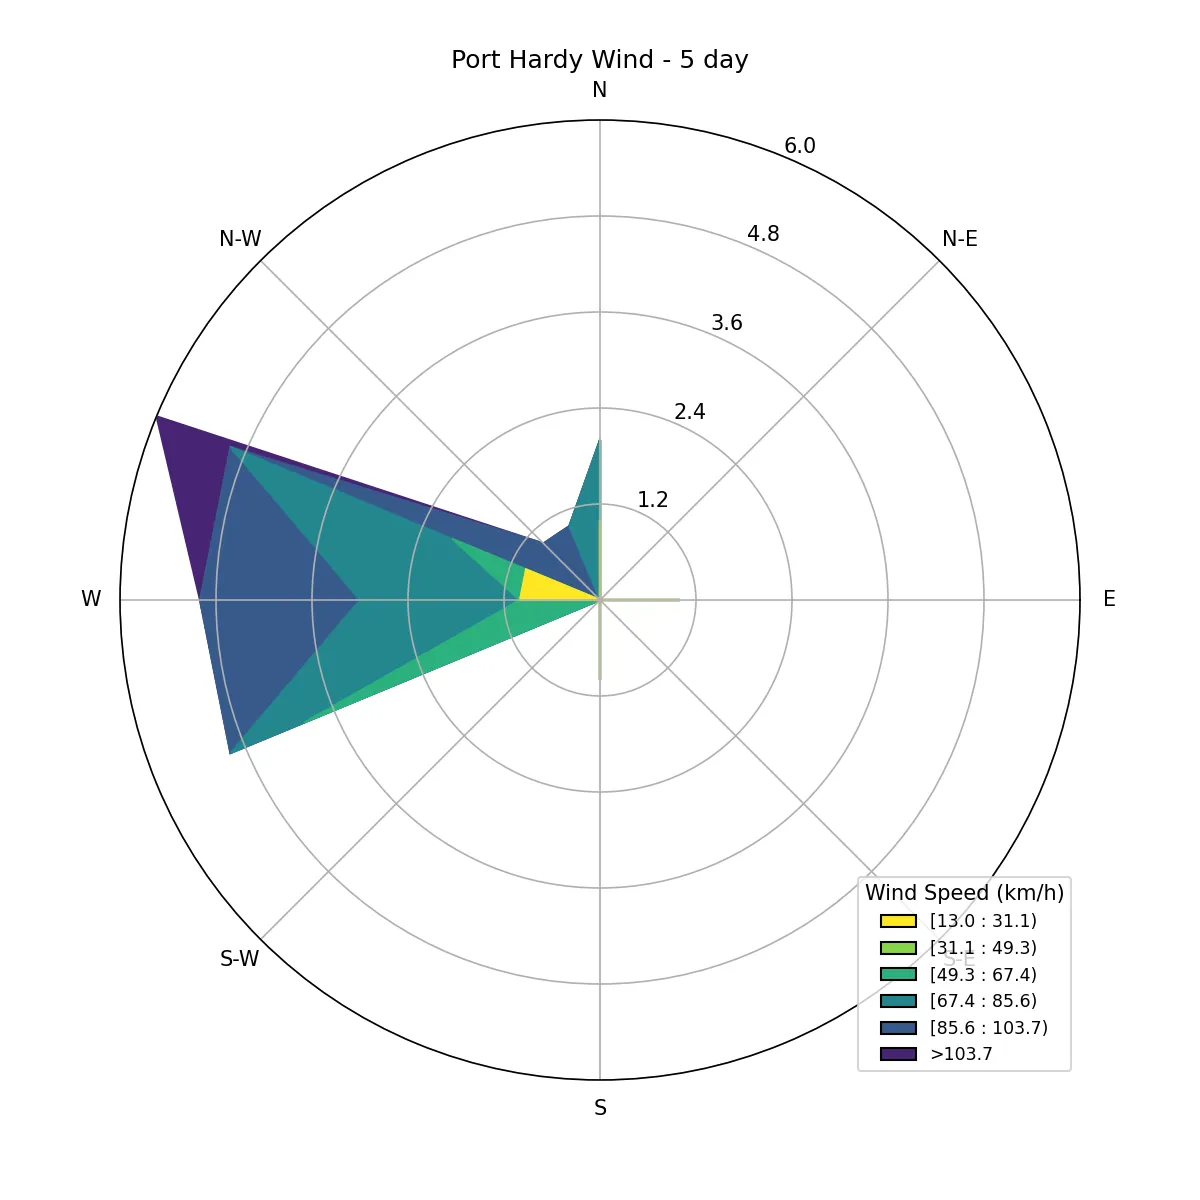 Port Hardy Wind - 5 day
N
6.0
4.8
N-W
N-E
3.6
2.4
1.2
W
E
S-W
S-E
S
Wind Speed (km/h)
[13.0 : 31.1)
[31.1 : 49.3)
[49.3 : 67.4)
[67.4 : 85.6)
[85.6 : 103.7)
>103.7